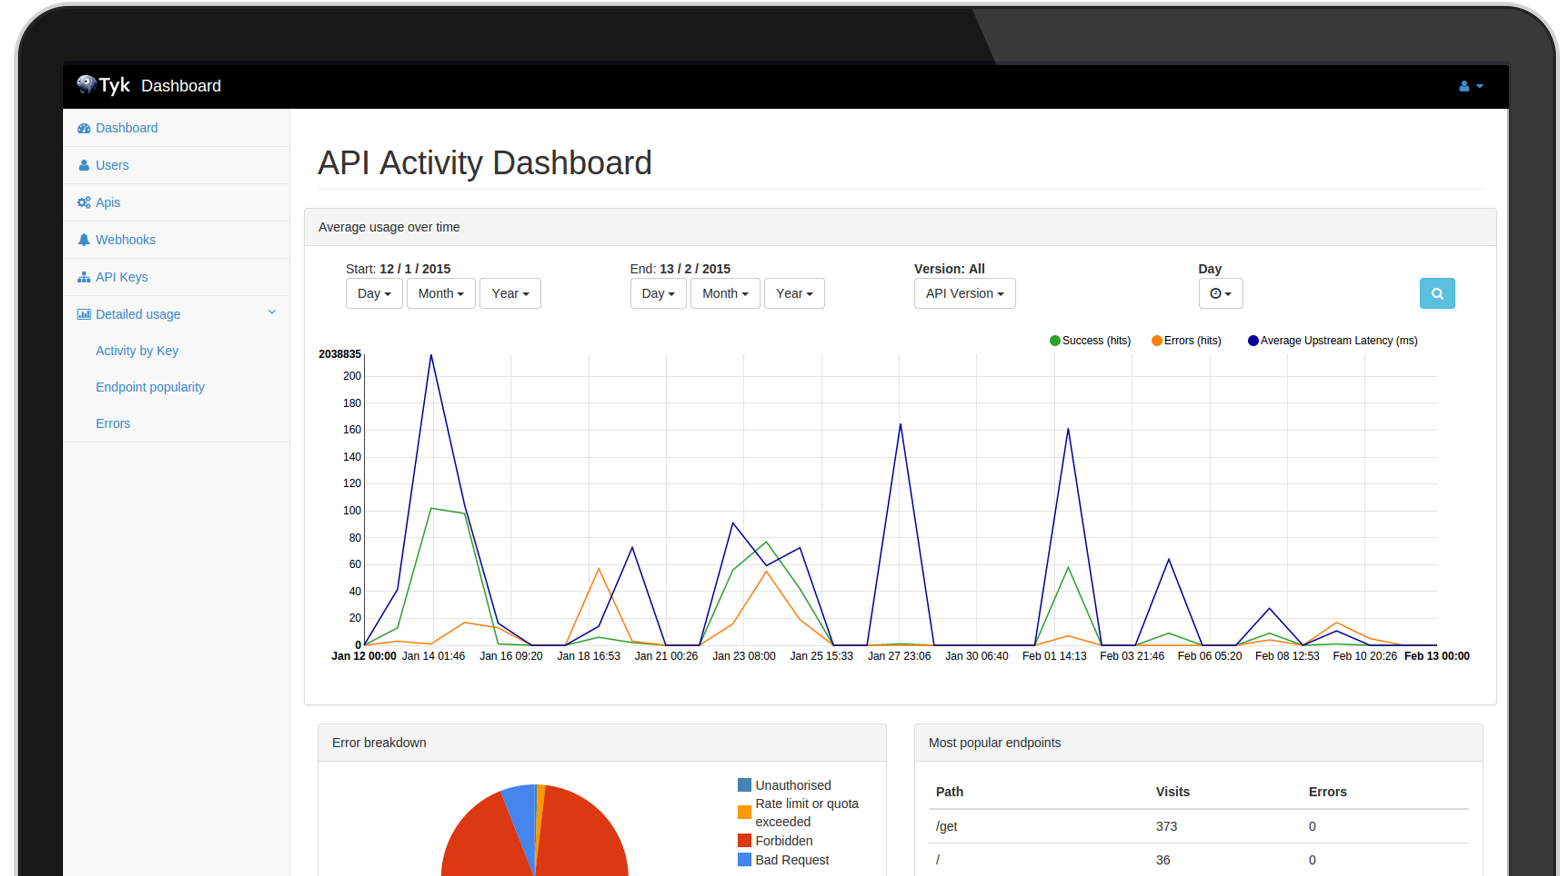 Tyk Dashboard
Dashboard
Users
Apis
Webhooks
API Keys
Detailed usage
Activity by Key
Endpoint popularity
Errors
API Activity Dashboard
Average usage over time
Start: 12 / 1 / 2015
Day Month Year
End: 13 / 2 / 2015
Day Month Year
Version: All
API Version
Day
Success (hits) Errors (hits) Average Upstream Latency (ms)
2038835
200
180
160
140
120
100
80
60
40
20
0
Jan 12 00:00 Jan 14 01:46 Jan 16 09:20 Jan 18 16:53 Jan 21 00:26 Jan 23 08:00 Jan 25 15:33 Jan 27 23:06 Jan 30 06:40 Feb 01 14:13 Feb 03 21:46 Feb 06 05:20 Feb 08 12:53 Feb 10 20:26 Feb 13 00:00
Error breakdown
Unauthorised
Rate limit or quota
exceeded
Forbidden
Bad Request
Most popular endpoints
Path Visits Errors
/get 373 0
/ 36 0